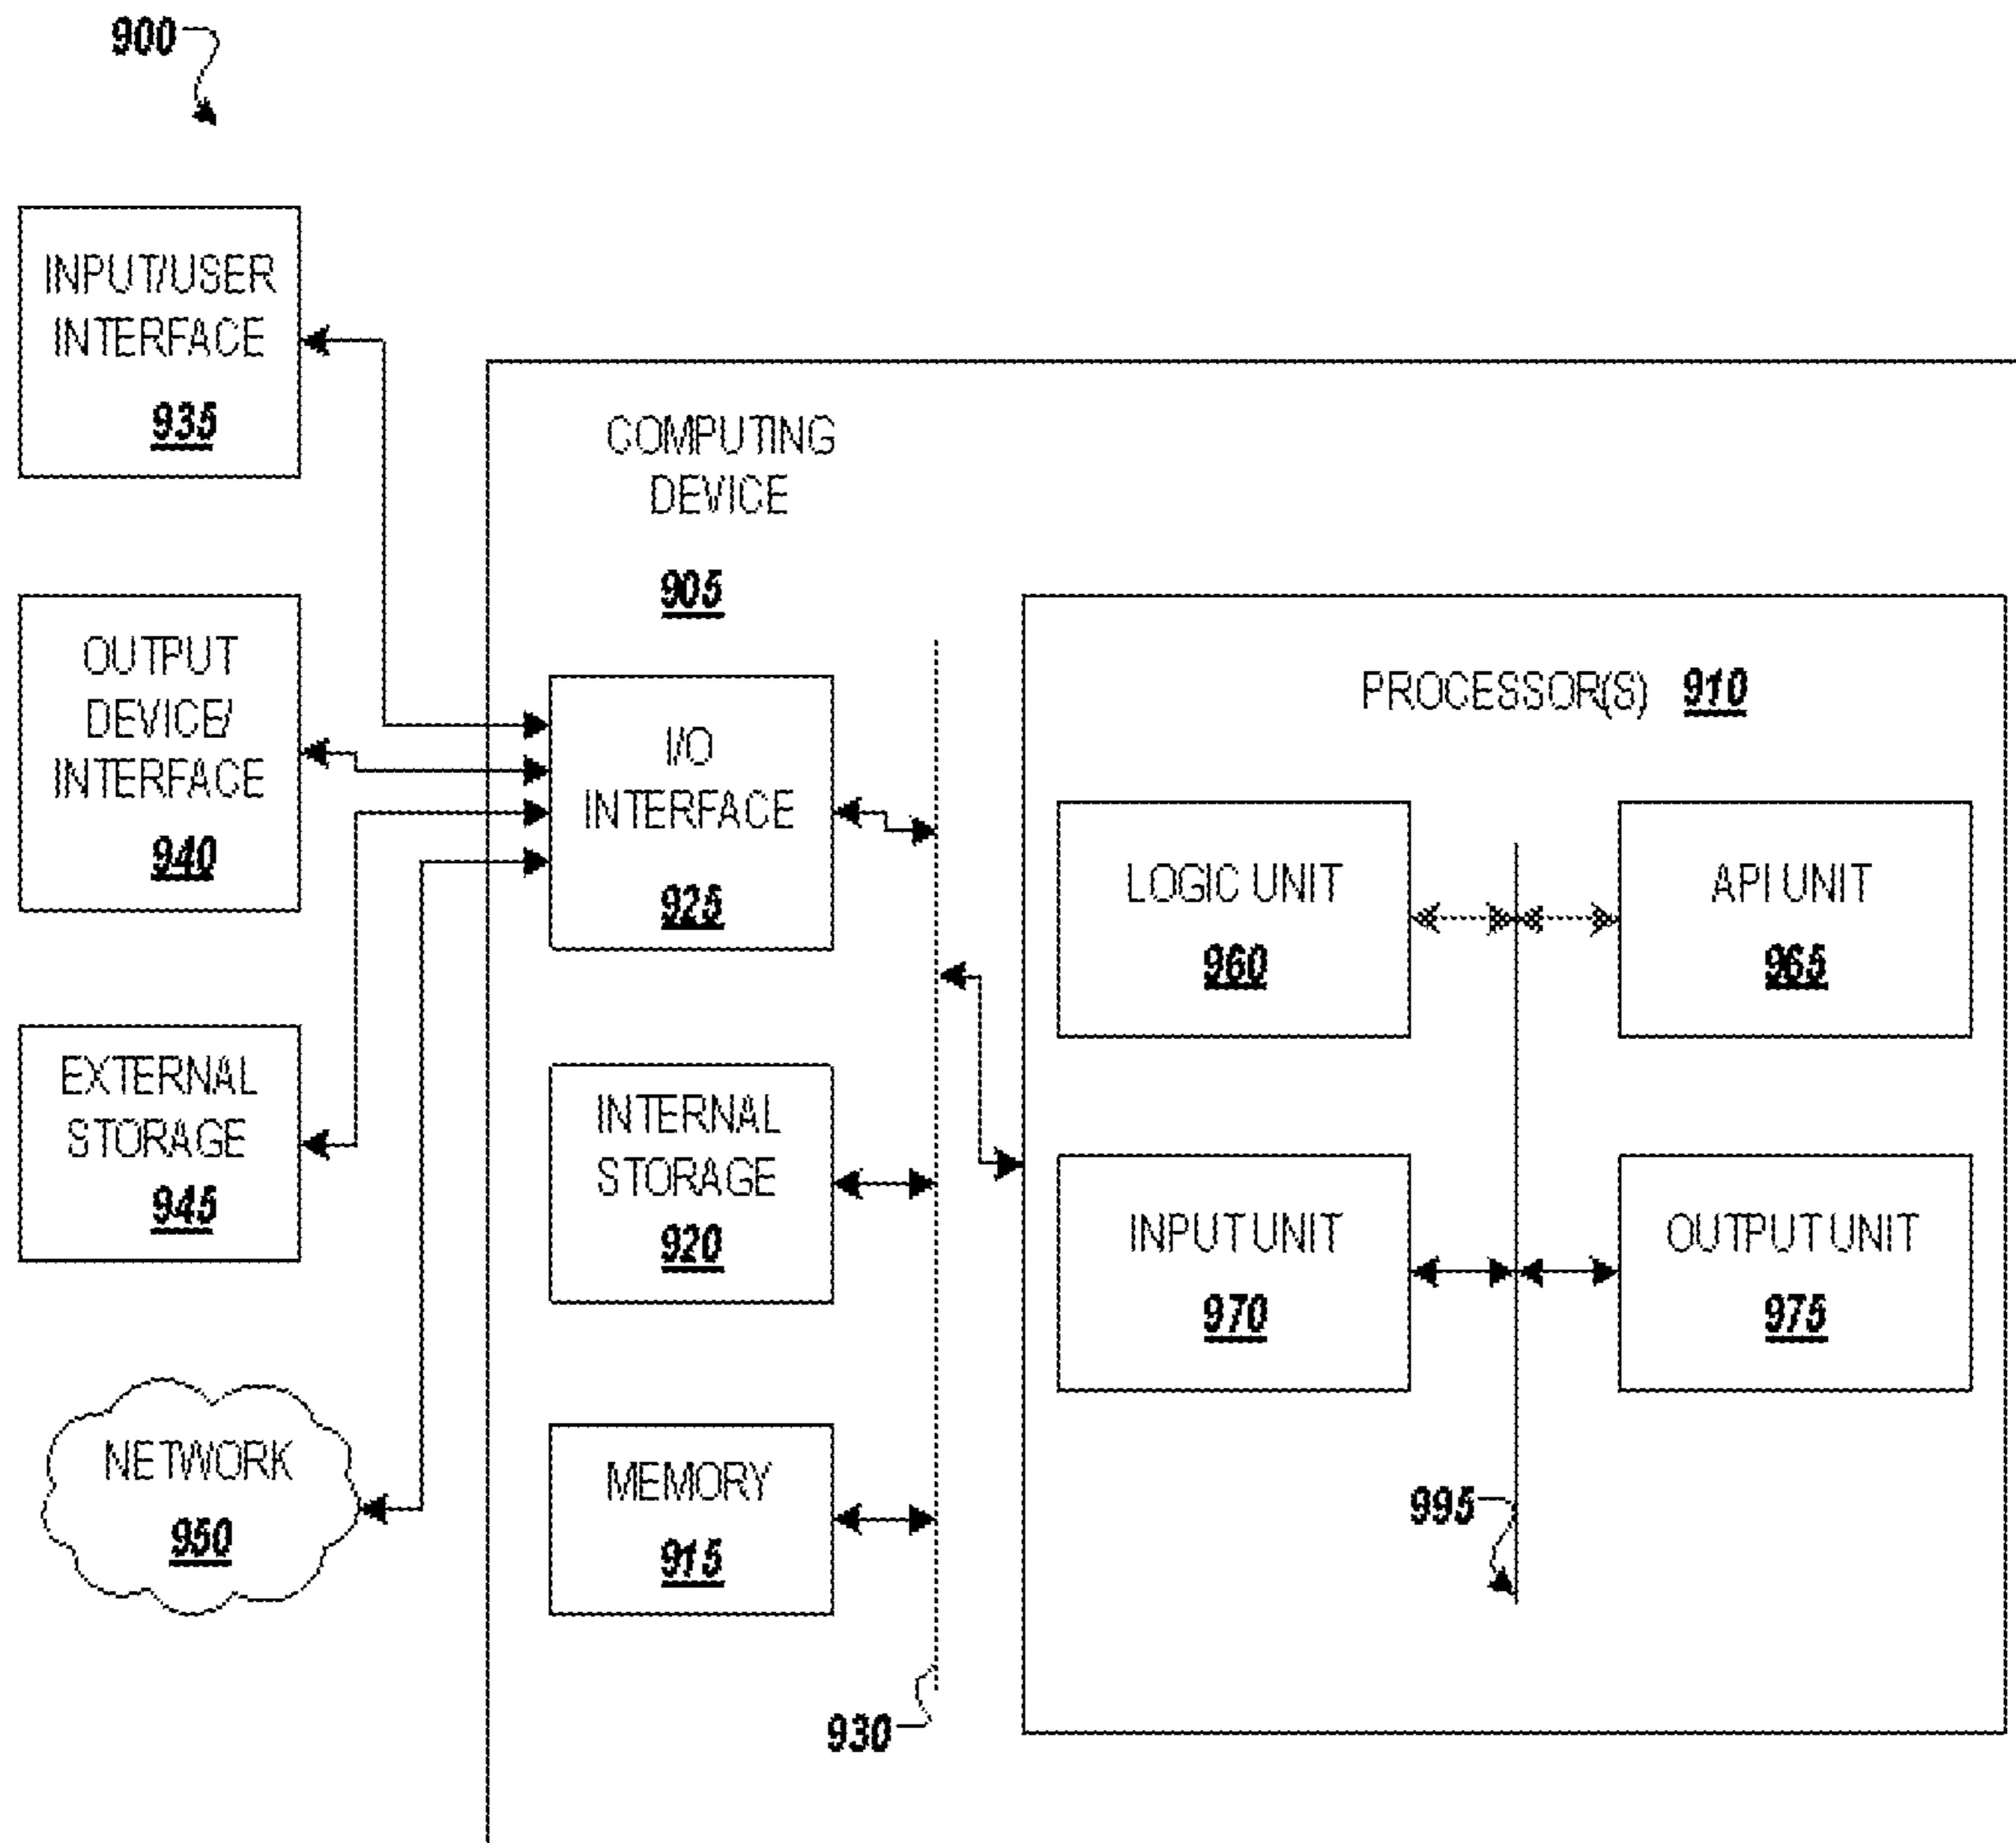 900
INPUT/USER
INTERFACE
935
COMPUTING
DEVICE
905
OUTPUT
DEVICE/
INTERFACE
940
I/O
INTERFACE
925
PROCESSOR(S) 910
LOGIC UNIT
960
API UNIT
965
EXTERNAL
STORAGE
945
INTERNAL
STORAGE
920
INPUT UNIT
970
OUTPUT UNIT
975
NETWORK
950
MEMORY
915
995
930